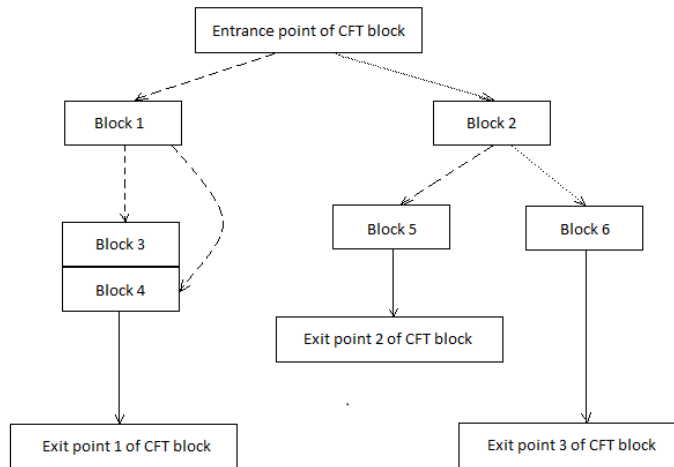 Entrance point of CFT block
Block 1
Block 2
Block 3
Block 4
Block 5
Block 6
Exit point 2 of CFT block
Exit point 1 of CFT block
Exit point 3 of CFT block